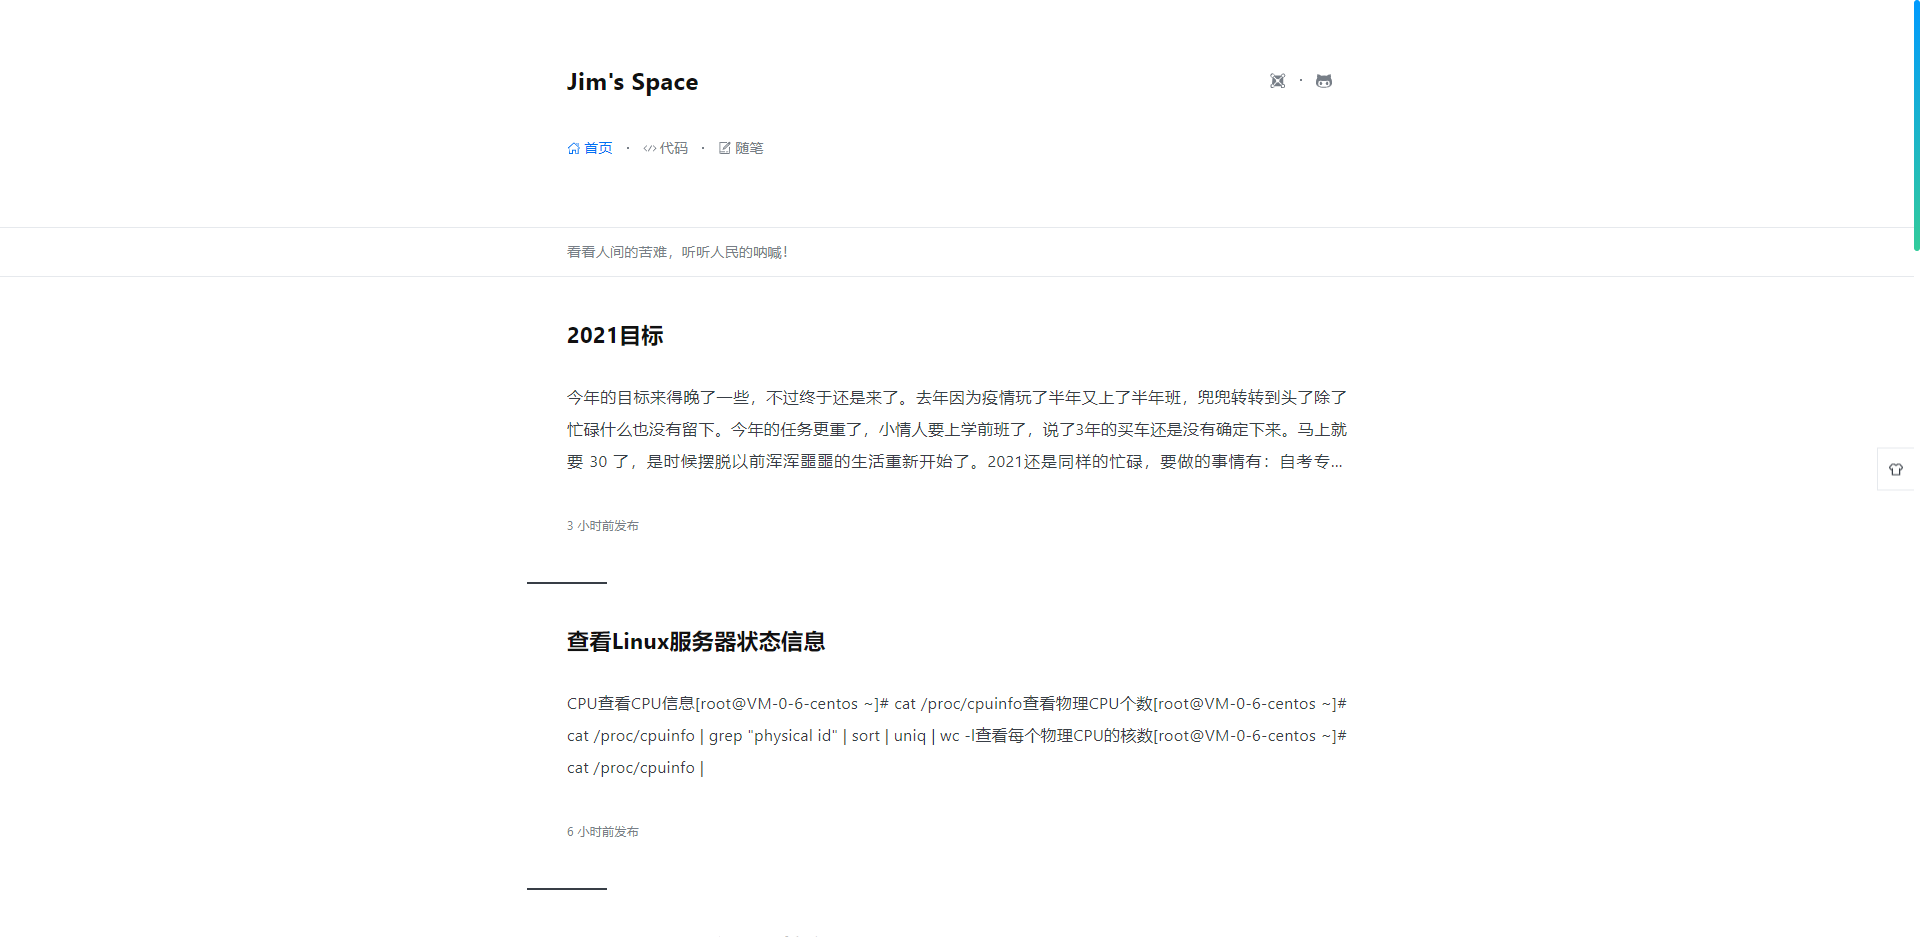 Jim's Space
首页 · 代码 · 随笔
看看人间的苦难，听听人民的呐喊！
2021目标
今年的目标来得晚了一些，不过终于还是来了。去年因为疫情玩了半年又上了半年班，兜兜转转到头了除了
忙碌什么也没有留下。今年的任务更重了，小情人要上学前班了，说了3年的买车还是没有确定下来。马上就
要 30 了，是时候摆脱以前浑浑噩噩的生活重新开始了。2021还是同样的忙碌，要做的事情有：自考专...
3 小时前发布
查看Linux服务器状态信息
CPU查看CPU信息[root@VM-0-6-centos ~]# cat /proc/cpuinfo查看物理CPU个数[root@VM-0-6-centos ~]#
cat /proc/cpuinfo | grep "physical id" | sort | uniq | wc -l查看每个物理CPU的核数[root@VM-0-6-centos ~]#
cat /proc/cpuinfo |
6 小时前发布